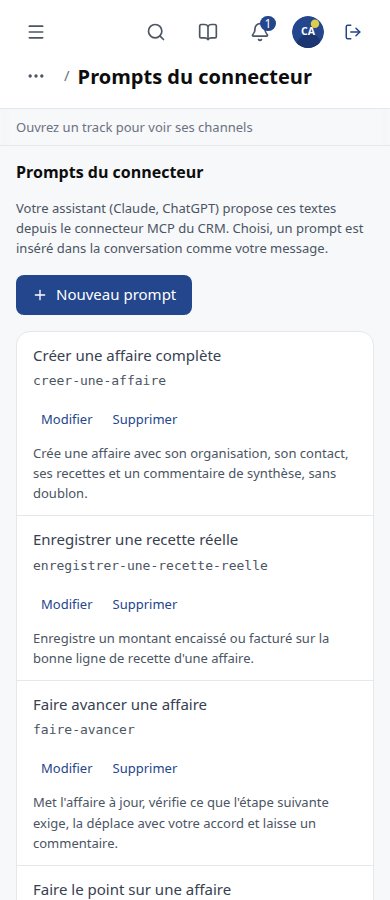 1
CA
... / Prompts du connecteur
Ouvrez un track pour voir ses channels
Prompts du connecteur
Votre assistant (Claude, ChatGPT) propose ces textes
depuis le connecteur MCP du CRM. Choisi, un prompt est
inséré dans la conversation comme votre message.
+ Nouveau prompt
Créer une affaire complète
creer-une-affaire
Modifier Supprimer
Crée une affaire avec son organisation, son contact,
ses recettes et un commentaire de synthèse, sans
doublon.
Enregistrer une recette réelle
enregistrer-une-recette-reelle
Modifier Supprimer
Enregistre un montant encaissé ou facturé sur la
bonne ligne de recette d'une affaire.
Faire avancer une affaire
faire-avancer
Modifier Supprimer
Met l'affaire à jour, vérifie ce que l'étape suivante
exige, la déplace avec votre accord et laisse un
commentaire.
Faire le point sur une affaire